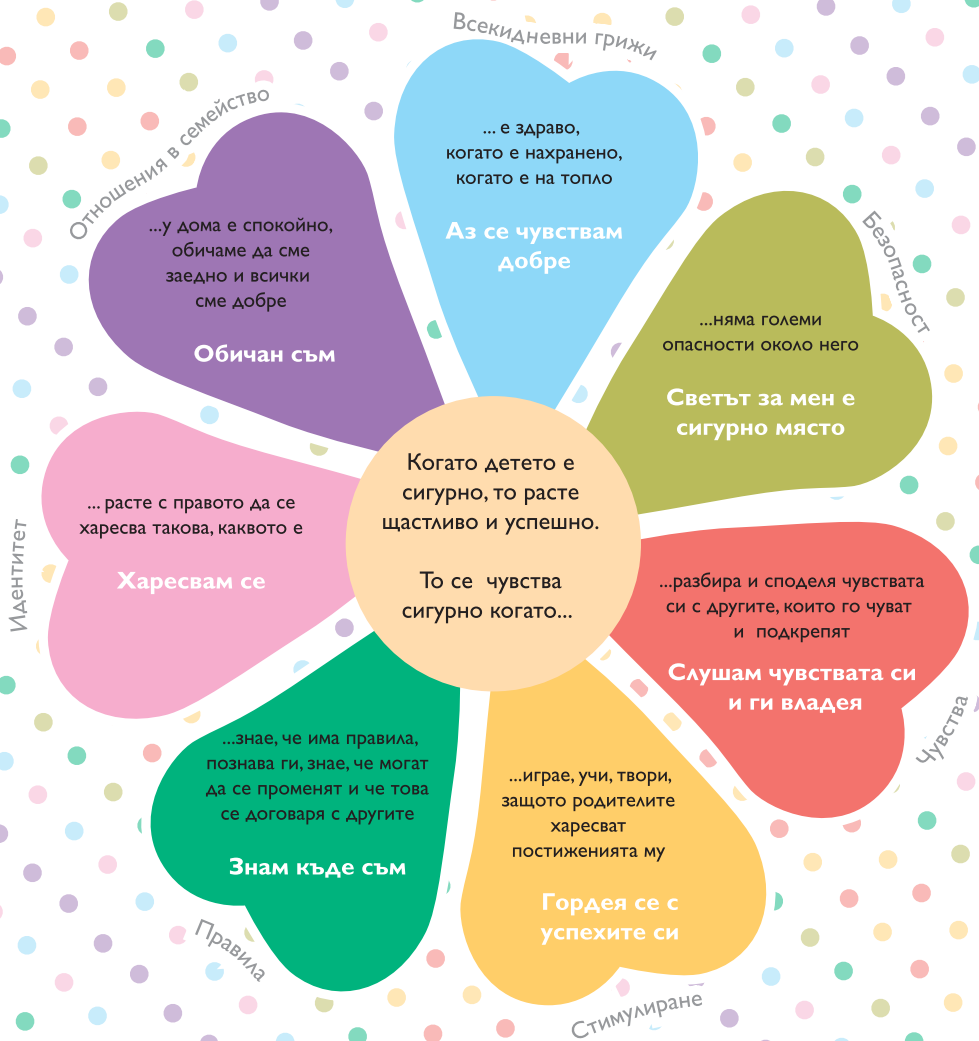 Всекидневни грижи
... е здраво,
когато е нахранено,
когато е на топло
Аз се чувствам
добре
Безопасност
...няма големи
опасности около него
Светът за мен е
сигурно място
Чувства
...разбира и споделя чувствата
си с другите, които го чуват
и подкрепят
Слушам чувствата си
и ги владея
Стимулиране
...играе, учи, твори,
защото родителите
харесват
постиженията му
Гордея се с
успехите си
Правила
...знае, че има правила,
познава ги, знае, че могат
да се променят и че това
се договаря с другите
Знам къде съм
Идентитет
... расте с правото да се
харесва такова, каквото е
Харесвам се
Отношения в семейство
...у дома е спокойно,
обичаме да сме
заедно и всички
сме добре
Обичан съм
Когато детето е
сигурно, то расте
щастливо и успешно.
То се чувства
сигурно когато...